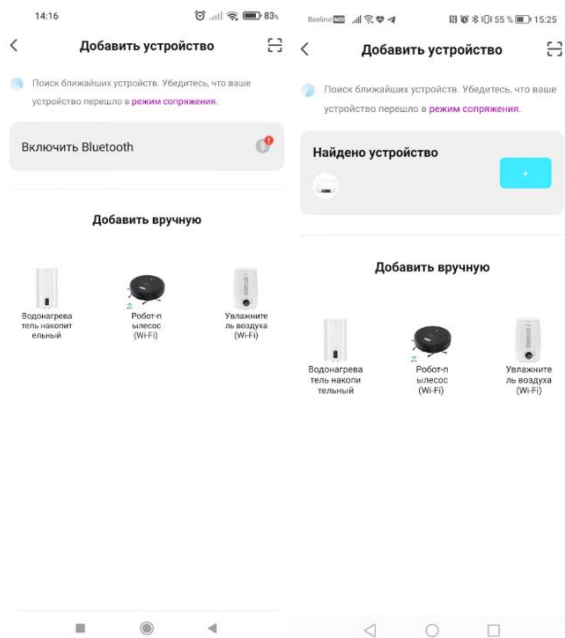 14:16
83%
Добавить устройство
Поиск ближайших устройств. Убедитесь, что ваше
устройство перешло в режим сопряжения.
Включить Bluetooth
Добавить вручную
Водонагрева
тель накопит
ельный
Робот-п
ылесос
(Wi-Fi)
Увлажните
ль воздуха
(Wi-Fi)
Beeline
55 %
15:25
Добавить устройство
Поиск ближайших устройств. Убедитесь, что ваше
устройство перешло в режим сопряжения.
Найдено устройство
+
Добавить вручную
Водонагрева
тель накопи
тельный
Робот-п
ылесос
(Wi-Fi)
Увлажните
ль воздуха
(Wi-Fi)